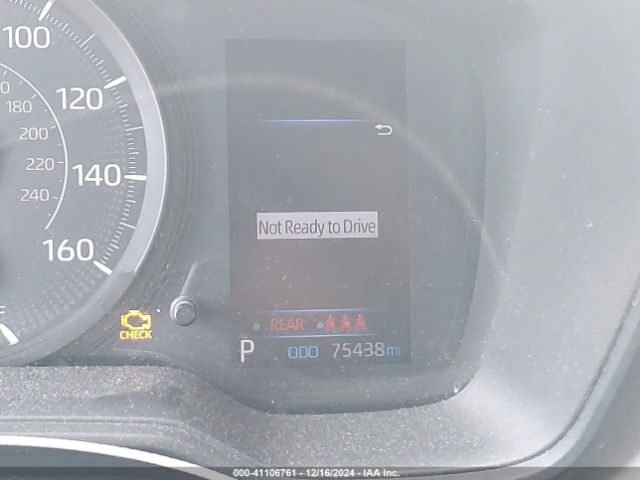 100
120
140
160
180
200
220
240
Not Ready to Drive
REAR
CHECK
P ODO 75438 mi
000-41106761 - 12/16/2024 - IAA Inc.